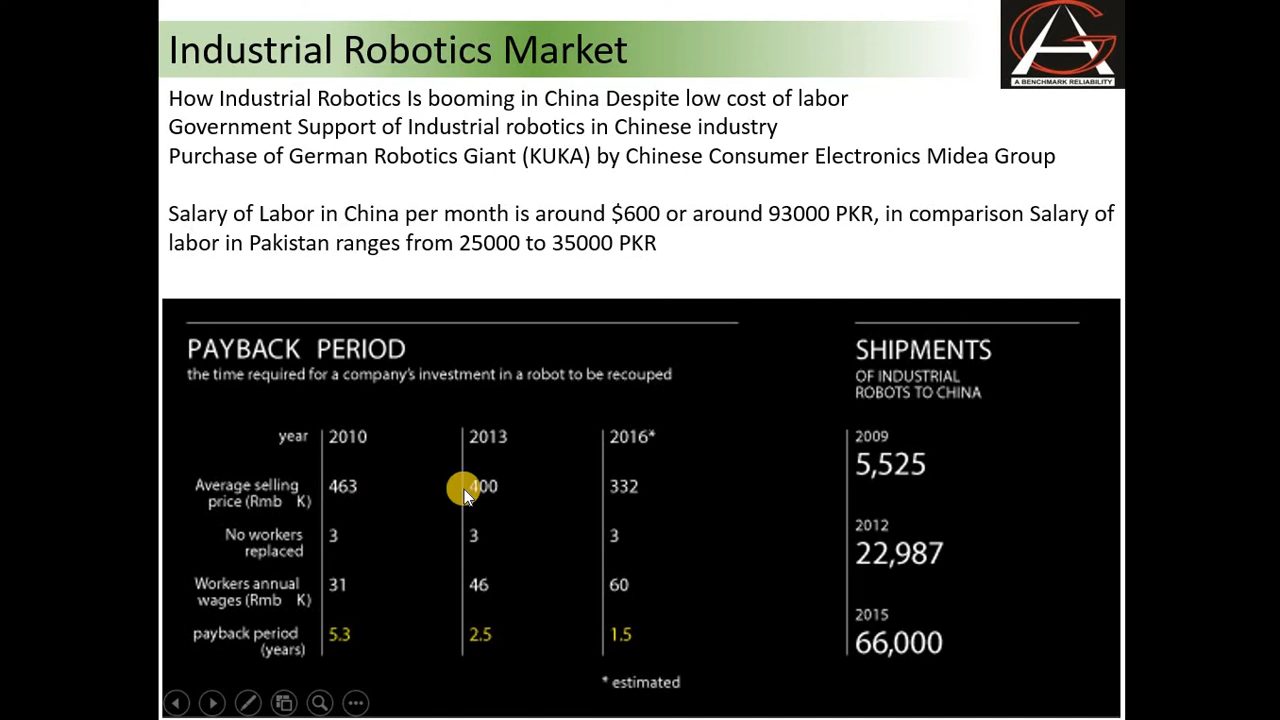 Industrial Robotics Market
AG
A BENCHMARK RELIABILITY
How Industrial Robotics Is booming in China Despite low cost of labor
Government Support of Industrial robotics in Chinese industry
Purchase of German Robotics Giant (KUKA) by Chinese Consumer Electronics Midea Group
Salary of Labor in China per month is around $600 or around 93000 PKR, in comparison Salary of
labor in Pakistan ranges from 25000 to 35000 PKR
PAYBACK PERIOD
the time required for a company's investment in a robot to be recouped
year 2010 2013 2016*
Average selling
price (Rmb K) 463 400 332
No workers
replaced 3 3 3
Workers annual
wages (Rmb K) 31 46 60
payback period
(years) 5.3 2.5 1.5
* estimated
SHIPMENTS
OF INDUSTRIAL
ROBOTS TO CHINA
2009
5,525
2012
22,987
2015
66,000